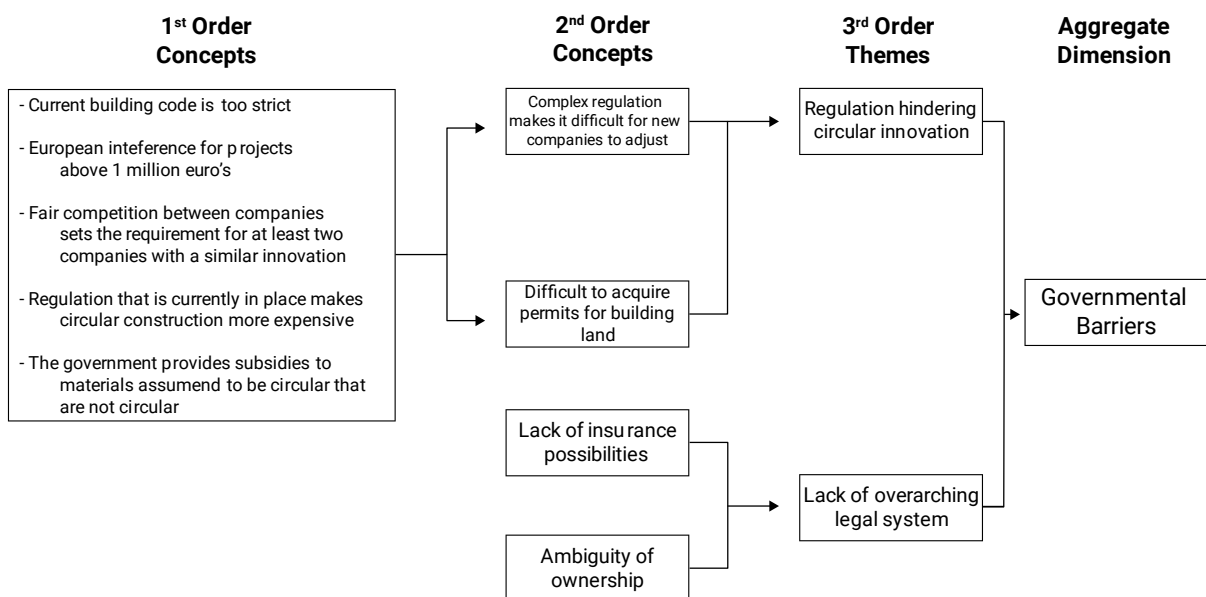 1st Order
Concepts
2nd Order
Concepts
3rd Order
Themes
Aggregate
Dimension
- Current building code is too strict
- European inteference for projects
above 1 million euro's
- Fair competition between companies
sets the requirement for at least two
companies with a similar innovation
- Regulation that is currently in place makes
circular construction more expensive
- The government provides subsidies to
materials assumend to be circular that
are not circular
Complex regulation
makes it difficult for new
companies to adjust
Difficult to acquire
permits for building
land
Lack of insurance
possibilities
Ambiguity of
ownership
Regulation hindering
circular innovation
Lack of overarching
legal system
Governmental
Barriers